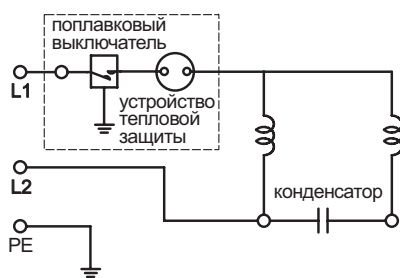 поплавковый
выключатель
L1
устройство
тепловой
защиты
L2
конденсатор
PE